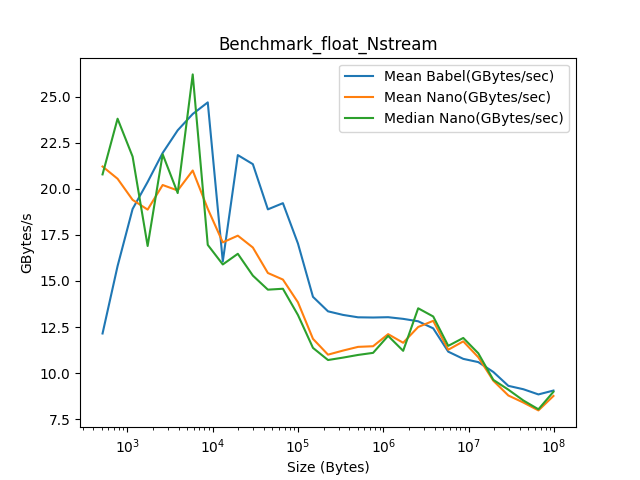 Benchmark_float_Nstream
Mean Babel(GBytes/sec)
Mean Nano(GBytes/sec)
Median Nano(GBytes/sec)
GBytes/s
25.0
22.5
20.0
17.5
15.0
12.5
10.0
7.5
10³ 10⁴ 10⁵ 10⁶ 10⁷ 10⁸
Size (Bytes)